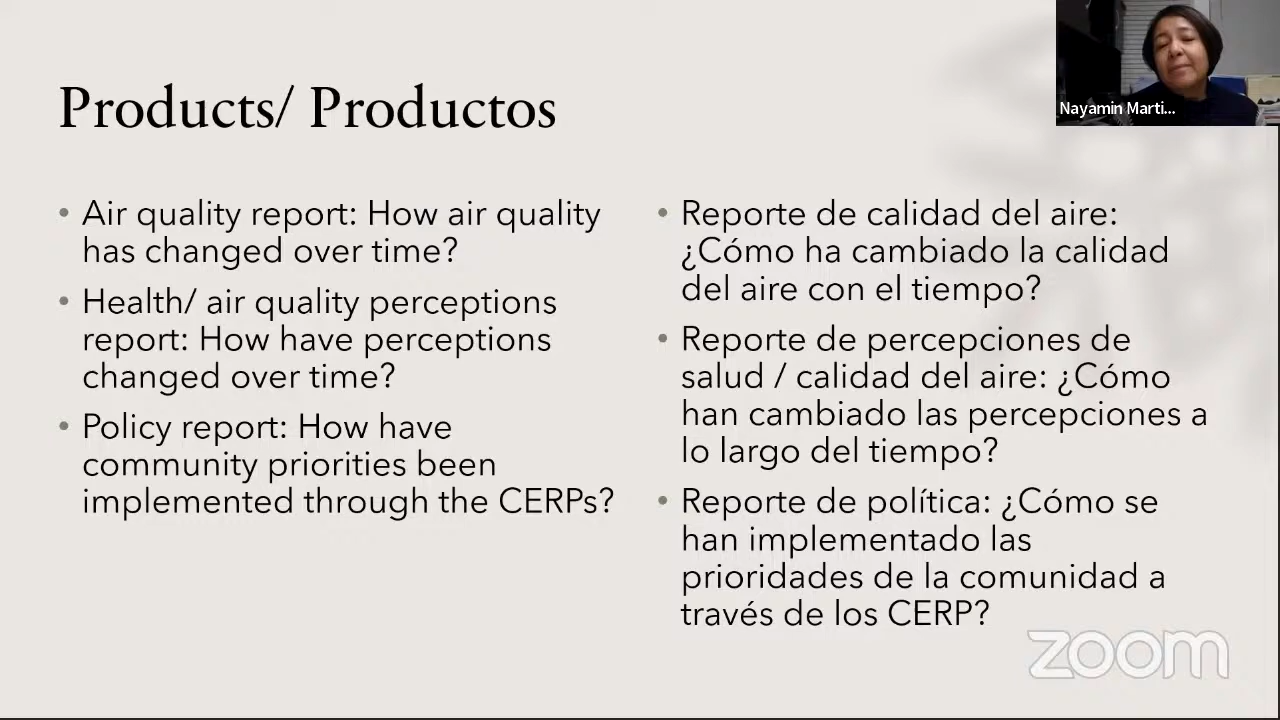 Products/ Productos
Nayamin Marti...
• Air quality report: How air quality
has changed over time?
• Health/ air quality perceptions
report: How have perceptions
changed over time?
• Policy report: How have
community priorities been
implemented through the CERPs?
• Reporte de calidad del aire:
¿Cómo ha cambiado la calidad
del aire con el tiempo?
• Reporte de percepciones de
salud / calidad del aire: ¿Cómo
han cambiado las percepciones a
lo largo del tiempo?
• Reporte de política: ¿Cómo se
han implementado las
prioridades de la comunidad a
través de los CERP?
zoom